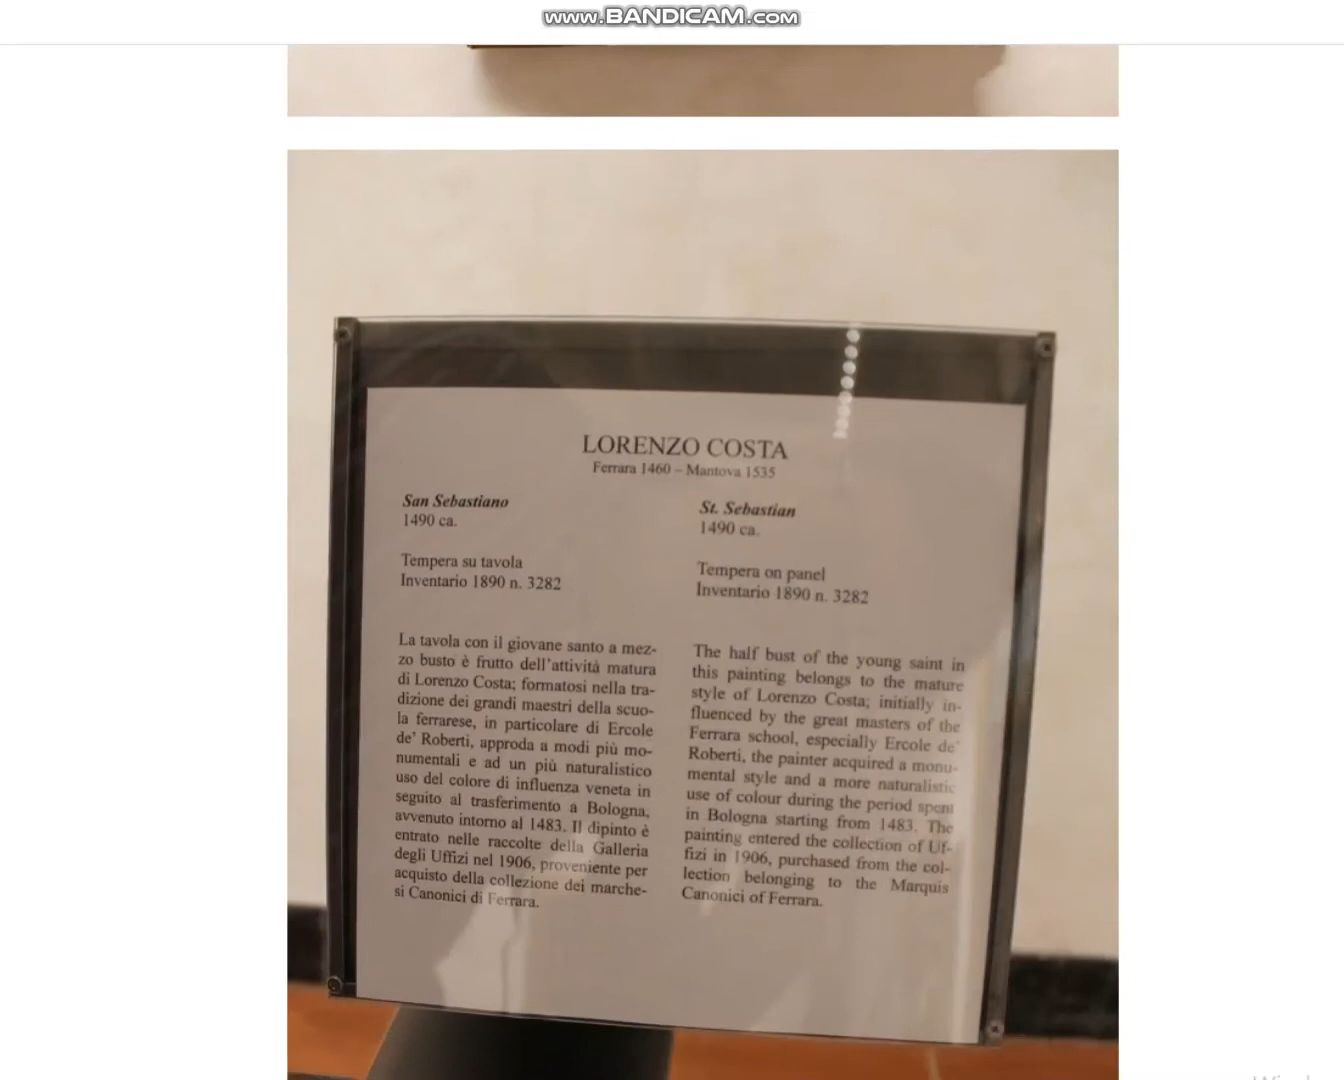 www.BANDICAM.com
LORENZO COSTA
Ferrara 1460 – Mantova 1535
San Sebastiano
1490 ca.
Tempera su tavola
Inventario 1890 n. 3282
La tavola con il giovane santo a mez-
zo busto è frutto dell'attività matura
di Lorenzo Costa; formatosi nella tra-
dizione dei grandi maestri della scuo-
la ferrarese, in particolare di Ercole
de' Roberti, approda a modi più mo-
numentali e ad un più naturalistico
uso del colore di influenza veneta in
seguito al trasferimento a Bologna,
avvenuto intorno al 1483. Il dipinto è
entrato nelle raccolte della Galleria
degli Uffizi nel 1906, proveniente per
acquisto della collezione dei marche-
si Canonici di Ferrara.
St. Sebastian
1490 ca.
Tempera on panel
Inventario 1890 n. 3282
The half bust of the young saint in
this painting belongs to the mature
style of Lorenzo Costa; initially in-
fluenced by the great masters of the
Ferrara school, especially Ercole de'
Roberti, the painter acquired a monu-
mental style and a more naturalistic
use of colour during the period spent
in Bologna starting from 1483. The
painting entered the collection of Uf-
fizi in 1906, purchased from the col-
lection belonging to the Marquis
Canonici of Ferrara.